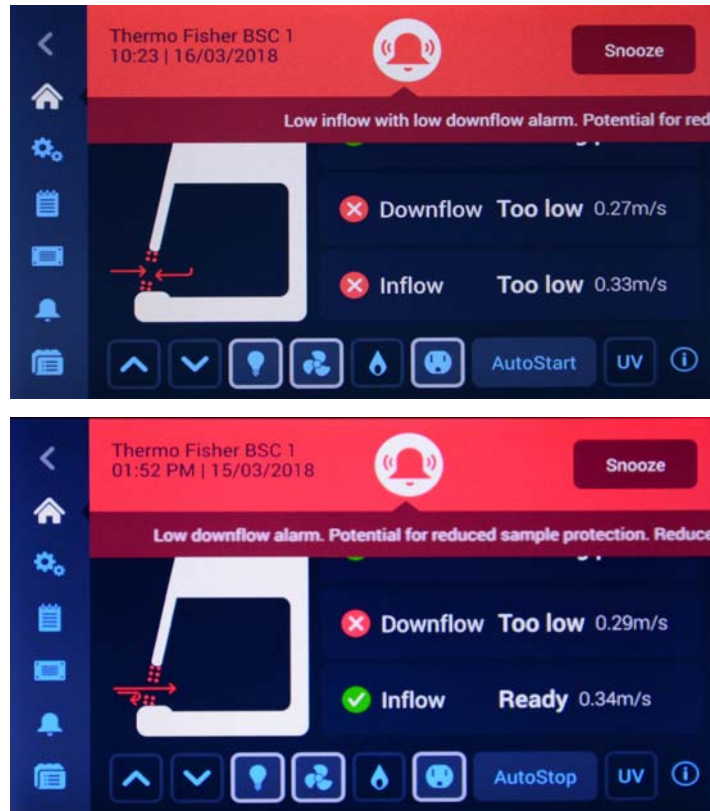 Thermo Fisher BSC 1
10:23 | 16/03/2018
Snooze
Low inflow with low downflow alarm. Potential for red
Downflow Too low 0.27m/s
Inflow Too low 0.33m/s
AutoStart UV
Thermo Fisher BSC 1
01:52 PM | 15/03/2018
Snooze
Low downflow alarm. Potential for reduced sample protection. Reduce
Downflow Too low 0.29m/s
Inflow Ready 0.34m/s
AutoStop UV